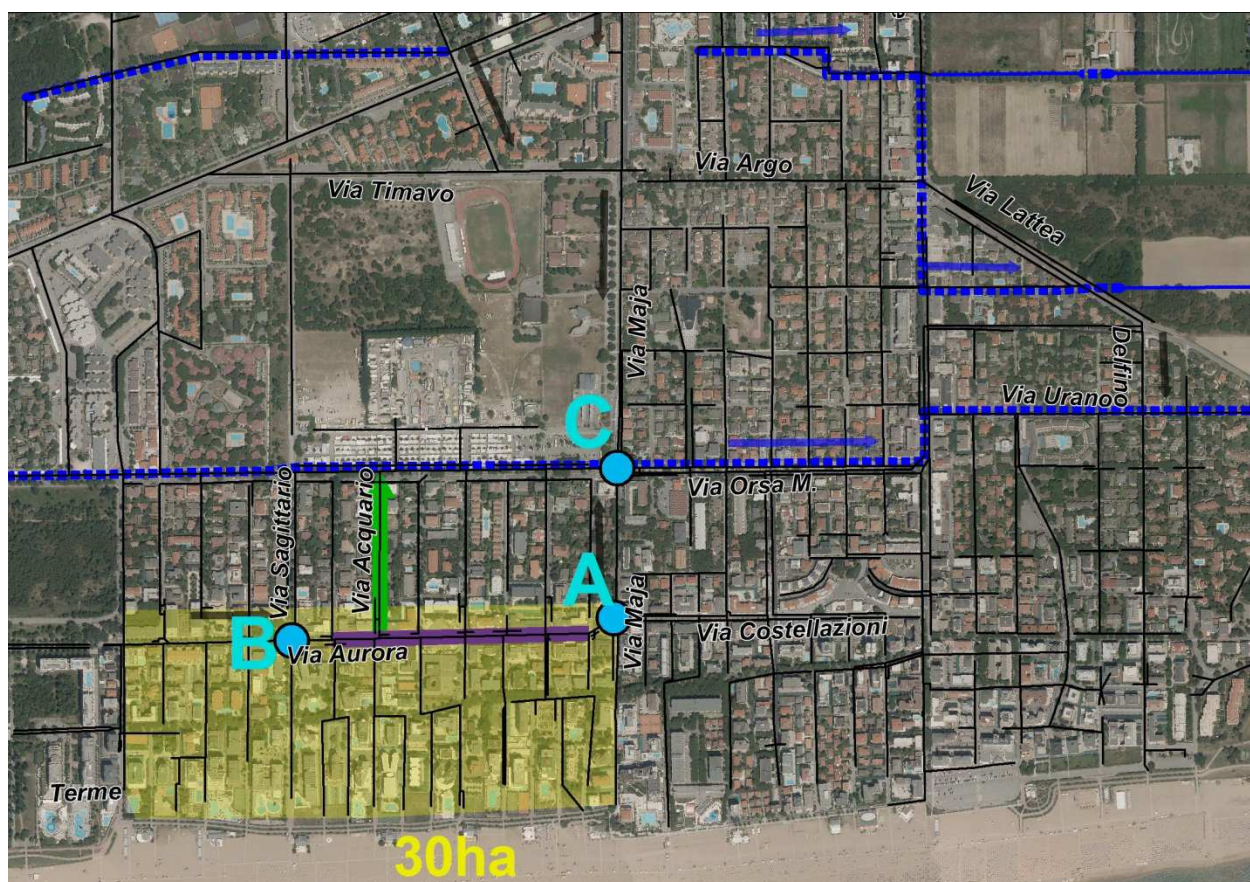 Via Argo
Via Timavo
Via Lattea
Via Maja
Delfino
Via Urano
C
Via Sagittario
Via Acquario
Via Orsa M.
A
Via Maja
B
Via Costellazioni
Via Aurora
Terme
30ha